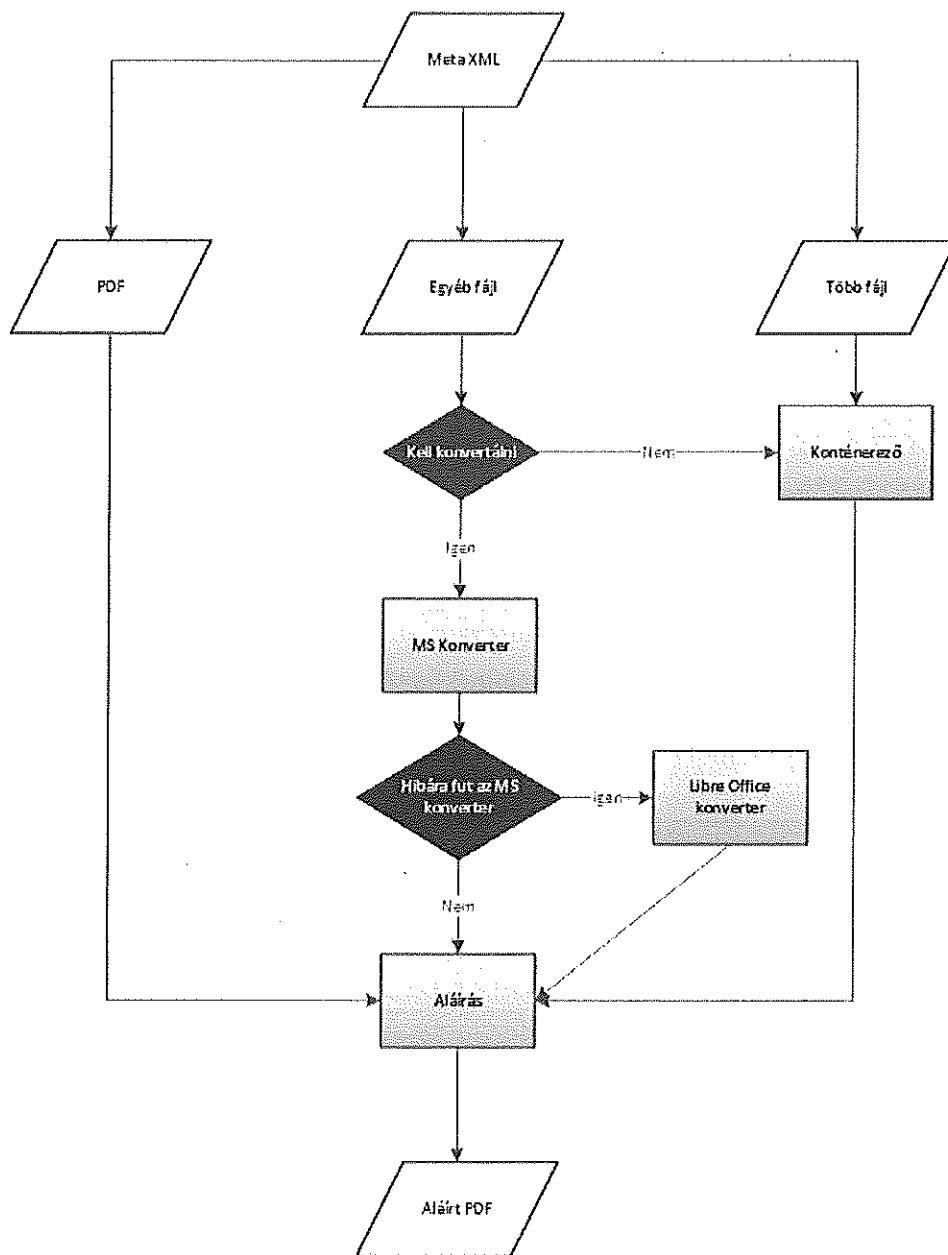 Meta XML
PDF
Egyéb fájl
Több fájl
Kell konvertálni
Nem
Konténerező
Igen
MS Konverter
Hibára fut az MS
konverter
Igen
Libre Office
konverter
Nem
Aláírás
Aláírt PDF